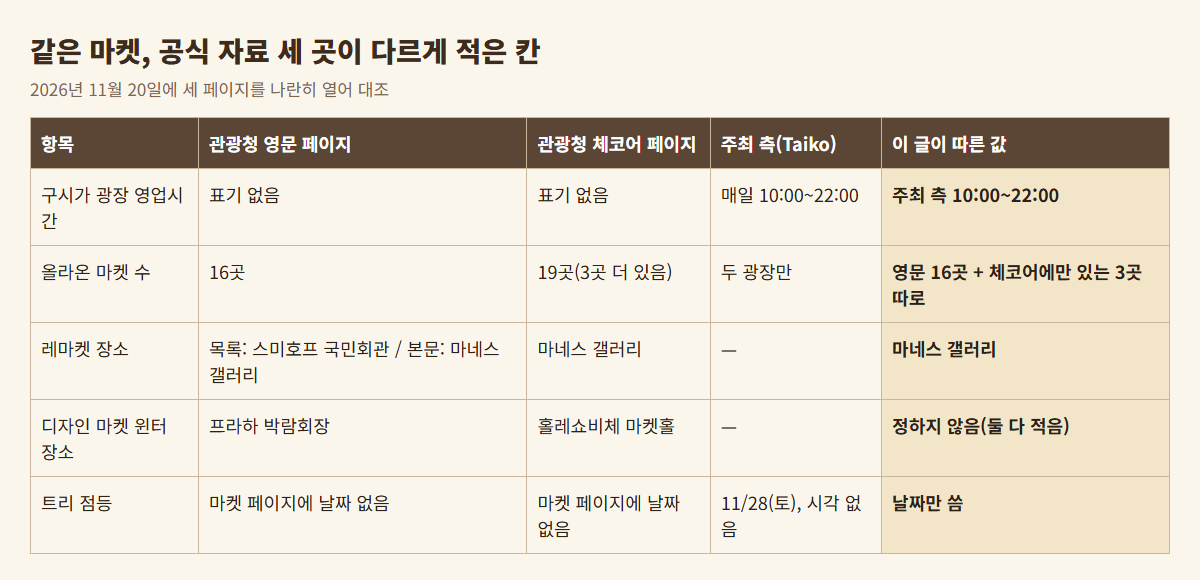 같은 마켓, 공식 자료 세 곳이 다르게 적은 칸
2026년 11월 20일에 세 페이지를 나란히 열어 대조
항목 관광청 영문 페이지 관광청 체코어 페이지 주최 측(Taiko) 이 글이 따른 값
구시가 광장 영업시간 표기 없음 표기 없음 매일 10:00~22:00 주최 측 10:00~22:00
올라온 마켓 수 16곳 19곳(3곳 더 있음) 두 광장만 영문 16곳 + 체코어에만 있는 3곳 따로
레마켓 장소 목록: 스미호프 국민회관 / 본문: 마네스 갤러리 마네스 갤러리 — 마네스 갤러리
디자인 마켓 윈터 장소 프라하 박람회장 홀레쇼비체 마켓홀 — 정하지 않음(둘 다 적음)
트리 점등 마켓 페이지에 날짜 없음 마켓 페이지에 날짜 없음 11/28(토), 시각 없음 날짜만 씀